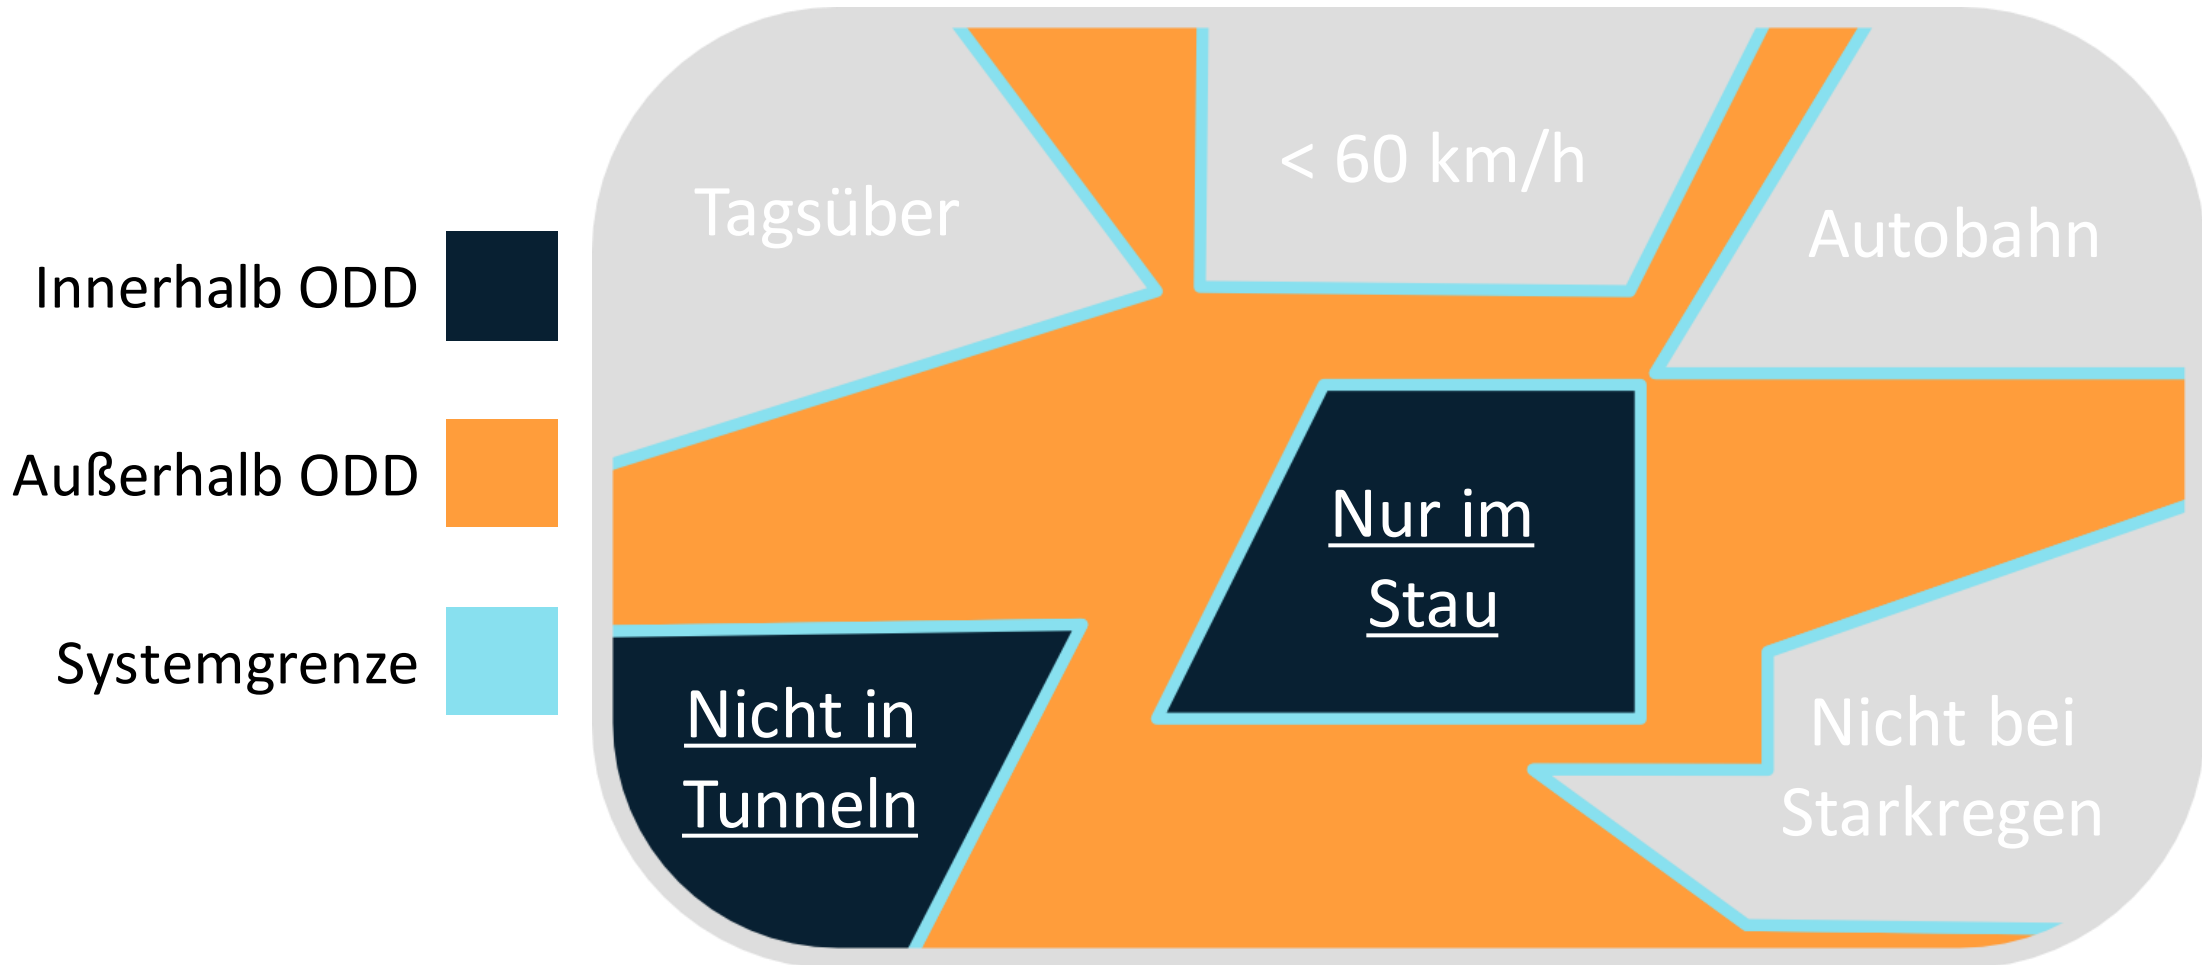 Innerhalb ODD
Außerhalb ODD
Systemgrenze
Tagsüber
< 60 km/h
Autobahn
Nur im
Stau
Nicht in
Tunneln
Nicht bei
Starkregen